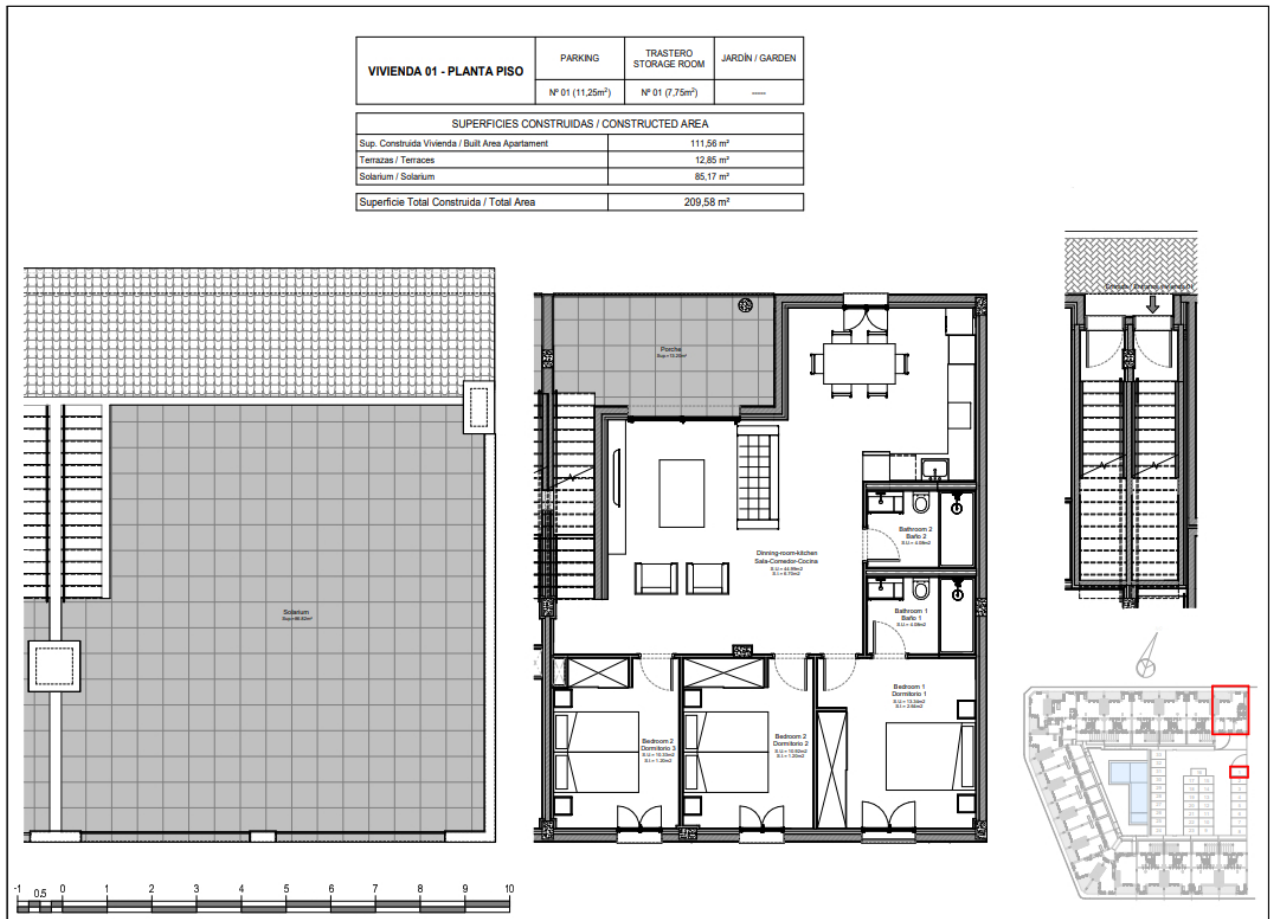 VIVIENDA 01 - PLANTA PISO
PARKING
TRASTERO
STORAGE ROOM
JARDÍN / GARDEN
Nº 01 (11,25m²)
Nº 01 (7,75m²)
----
SUPERFICIES CONSTRUIDAS / CONSTRUCTED AREA
Sup. Construida Vivienda / Built Area Apartament
111,56 m²
Terrazas / Terraces
12,85 m²
Solarium / Solarium
85,17 m²
Superficie Total Construida / Total Area
209,58 m²
Porche
Solarium
Dinning-room-kitchen
Sala-Comedor-Cocina
Bathroom 2
Baño 2
Bathroom 1
Baño 1
Bedroom 1
Dormitorio 1
Bedroom 2
Dormitorio 3
Bedroom 2
Dormitorio 2
-1 0.5 0 1 2 3 4 5 6 7 8 9 10